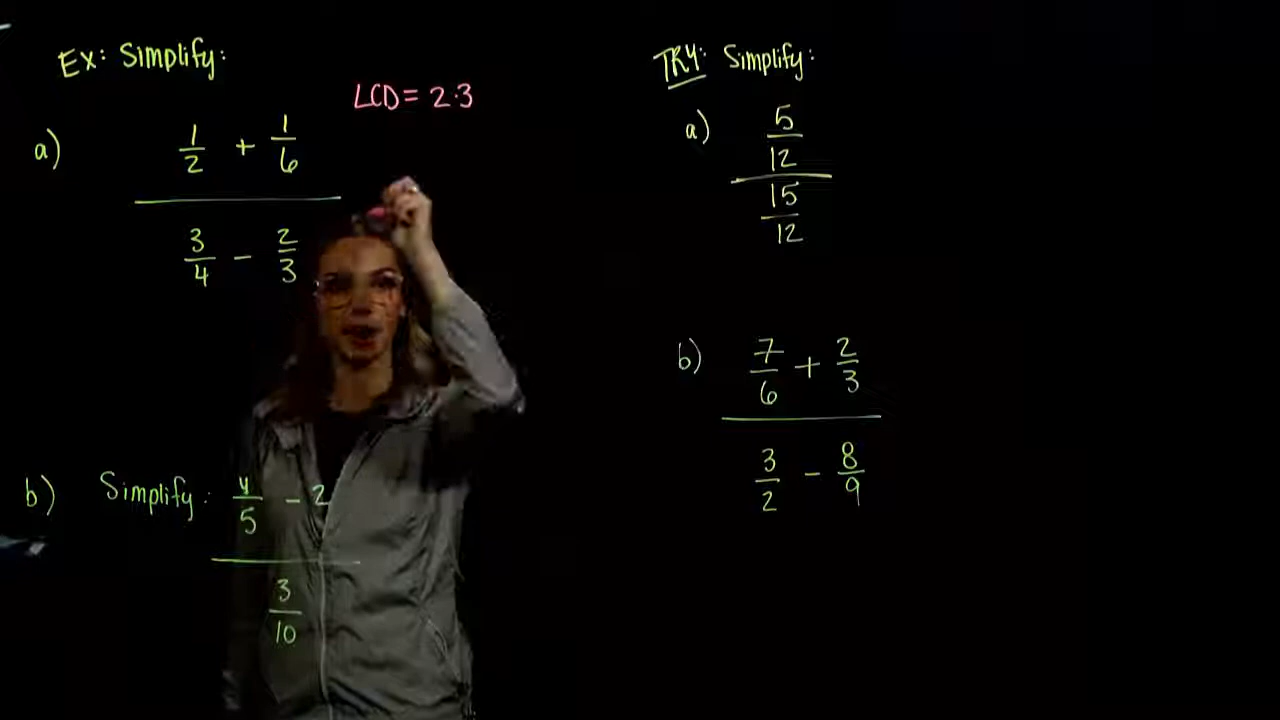 Ex: Simplify:
LCD = 2·3
a) 1/2 + 1/6
3/4 - 2/3
b) Simplify: 4/5 - 2
3/10
TRY: Simplify:
a) 5/12
15/12
b) 7/6 + 2/3
3/2 - 8/9